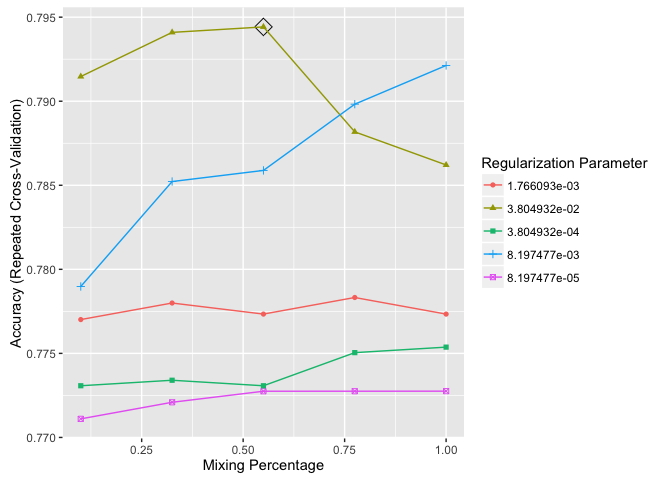 Accuracy (Repeated Cross-Validation)
0.795
0.790
0.785
0.780
0.775
0.770
0.25
0.50
0.75
1.00
Mixing Percentage
Regularization Parameter
1.766093e-03
3.804932e-02
3.804932e-04
8.197477e-03
8.197477e-05